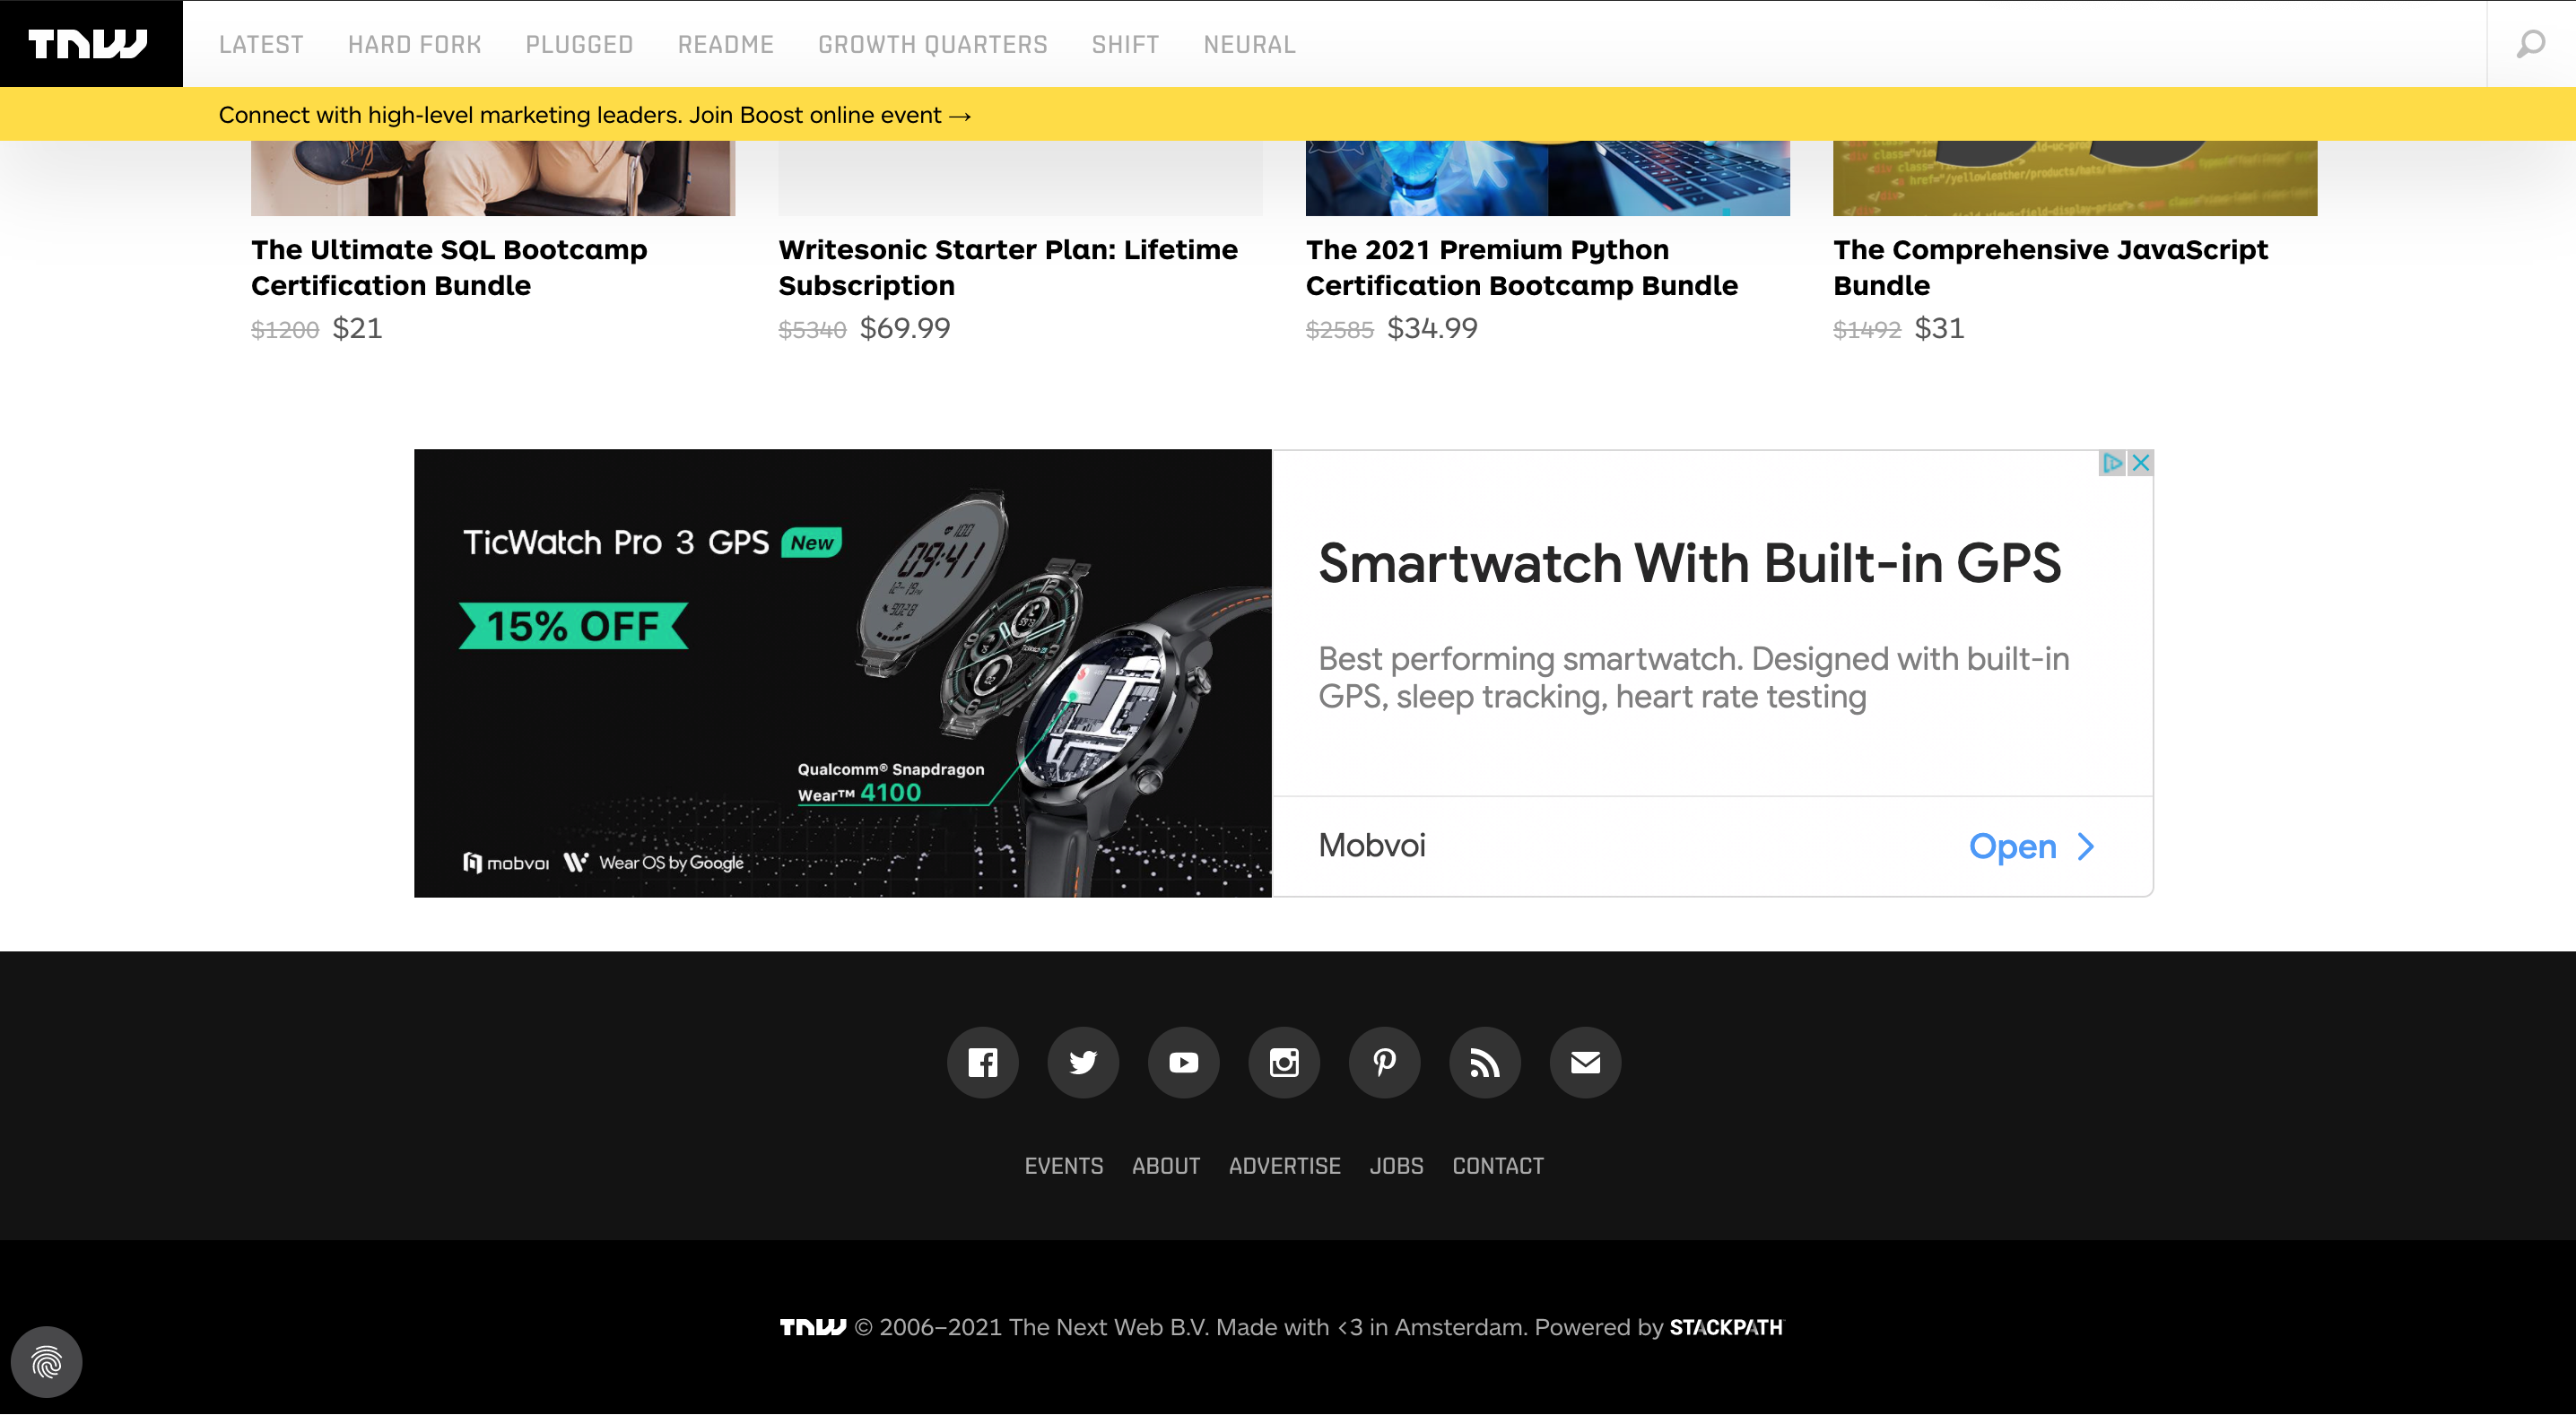 TNW
LATEST HARD FORK PLUGGED README GROWTH QUARTERS SHIFT NEURAL
Connect with high-level marketing leaders. Join Boost online event →
The Ultimate SQL Bootcamp
Certification Bundle
$1200 $21
Writesonic Starter Plan: Lifetime
Subscription
$5340 $69.99
The 2021 Premium Python
Certification Bootcamp Bundle
$2585 $34.99
The Comprehensive JavaScript
Bundle
$1492 $31
TicWatch Pro 3 GPS New
15% OFF
09:41
Qualcomm® Snapdragon
Wear™ 4100
mobvoi Wear OS by Google
Smartwatch With Built-in GPS
Best performing smartwatch. Designed with built-in
GPS, sleep tracking, heart rate testing
Mobvoi
Open
EVENTS ABOUT ADVERTISE JOBS CONTACT
TNW © 2006–2021 The Next Web B.V. Made with <3 in Amsterdam. Powered by STACKPATH